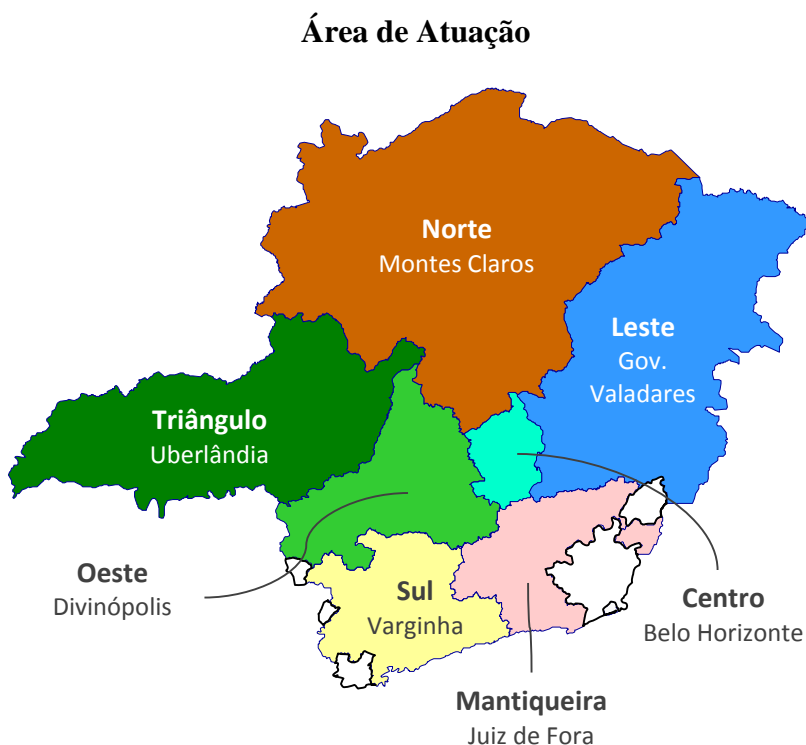 Área de Atuação
Norte
Montes Claros
Leste
Gov.
Valadares
Triângulo
Uberlândia
Oeste
Divinópolis
Sul
Varginha
Centro
Belo Horizonte
Mantiqueira
Juiz de Fora